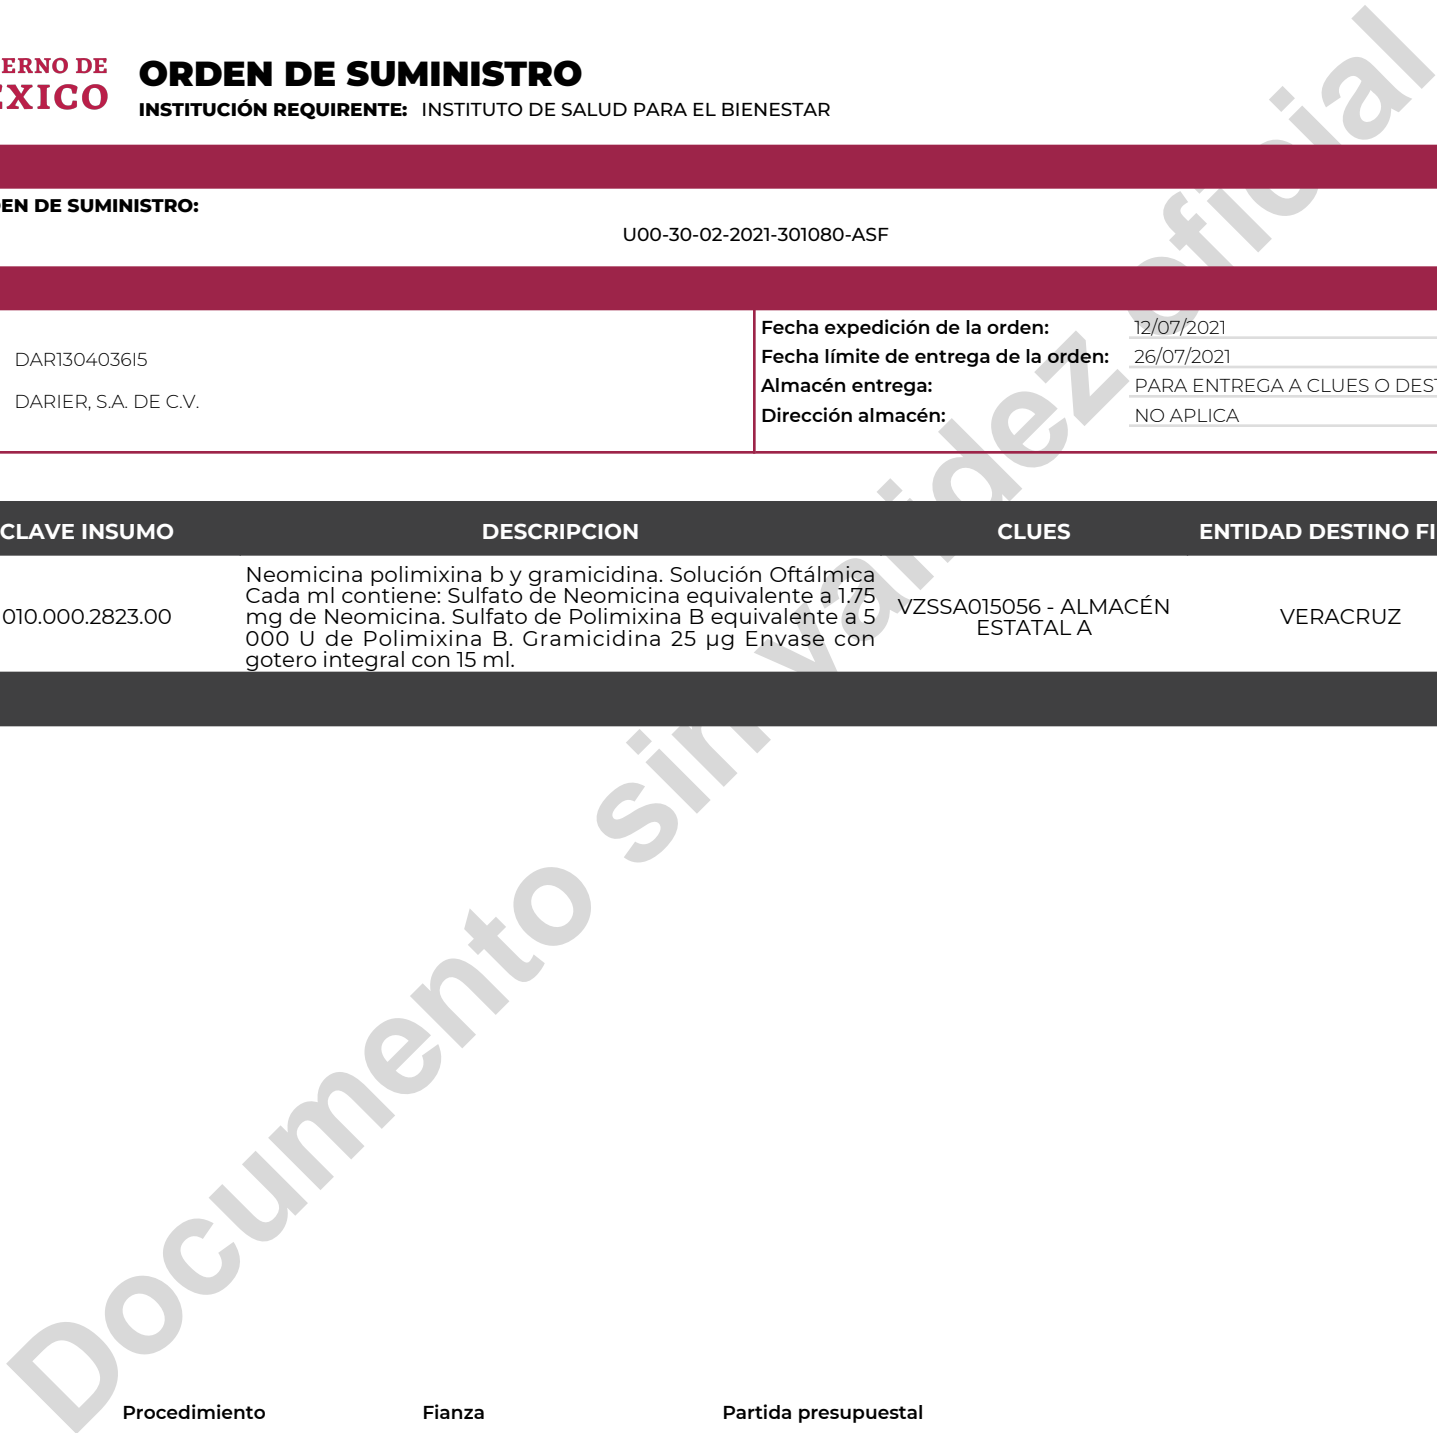 ERNO DE
EXICO
ORDEN DE SUMINISTRO
INSTITUCIÓN REQUIRENTE: INSTITUTO DE SALUD PARA EL BIENESTAR
EN DE SUMINISTRO:
U00-30-02-2021-301080-ASF
DAR1304036I5
DARIER, S.A. DE C.V.
Fecha expedición de la orden: 12/07/2021
Fecha límite de entrega de la orden: 26/07/2021
Almacén entrega: PARA ENTREGA A CLUES O DEST
Dirección almacén: NO APLICA
CLAVE INSUMO DESCRIPCION CLUES ENTIDAD DESTINO FI
010.000.2823.00
Neomicina polimixina b y gramicidina. Solución Oftálmica
Cada ml contiene: Sulfato de Neomicina equivalente a 1.75
mg de Neomicina. Sulfato de Polimixina B equivalente a 5
000 U de Polimixina B. Gramicidina 25 µg Envase con
gotero integral con 15 ml.
VZSSA015056 - ALMACÉN
ESTATAL A
VERACRUZ
Documento sin validez oficial
Procedimiento Fianza Partida presupuestal